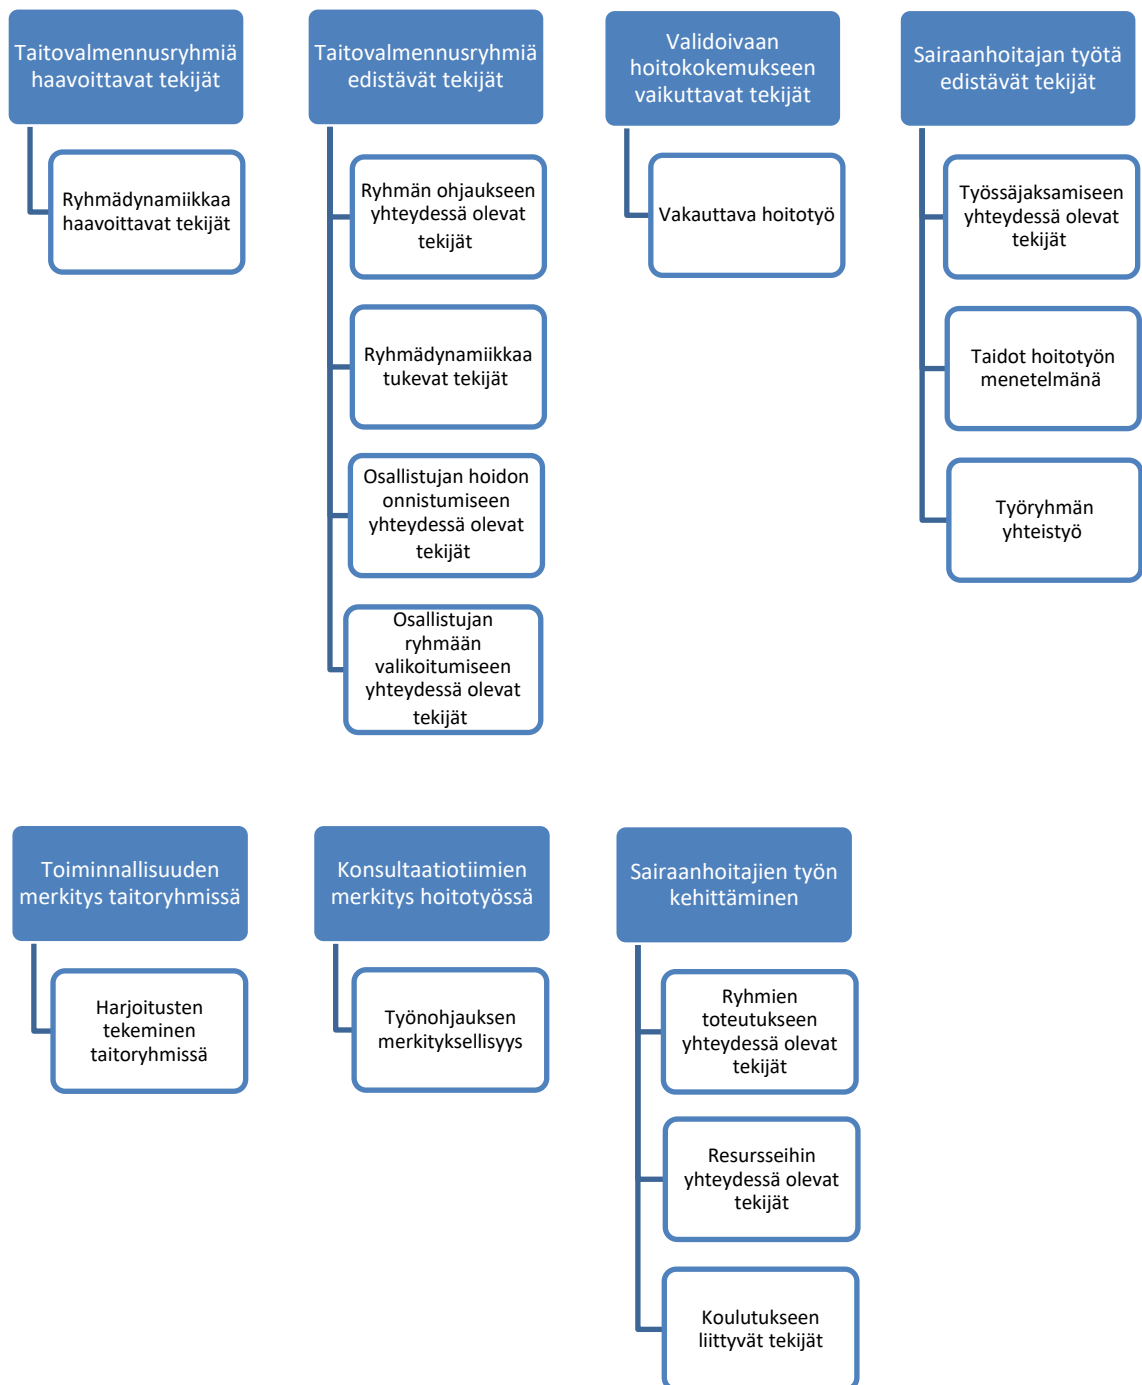 Taitovalmennusryhmiä
haavoittavat tekijät
Ryhmädynamiikkaa
haavoittavat tekijät
Taitovalmennusryhmiä
edistävät tekijät
Ryhmän ohjaukseen
yhteydessä olevat
tekijät
Ryhmädynamiikkaa
tukevat tekijät
Osallistujan hoidon
onnistumiseen
yhteydessä olevat
tekijät
Osallistujan
ryhmään
valikoitumiseen
yhteydessä olevat
tekijät
Validoivaan
hoitokokemukseen
vaikuttavat tekijät
Vakauttava hoitotyö
Sairaanhoitajan työtä
edistävät tekijät
Työssäjaksamiseen
yhteydessä olevat
tekijät
Taidot hoitotyön
menetelmänä
Työryhmän
yhteistyö
Toiminnallisuuden
merkitys taitoryhmissä
Harjoitusten
tekeminen
taitoryhmissä
Konsultaatiotiimien
merkitys hoitotyössä
Työnohjauksen
merkityksellisyys
Sairaanhoitajien työn
kehittäminen
Ryhmien
toteutukseen
yhteydessä olevat
tekijät
Resursseihin
yhteydessä olevat
tekijät
Koulutukseen
liittyvät tekijät